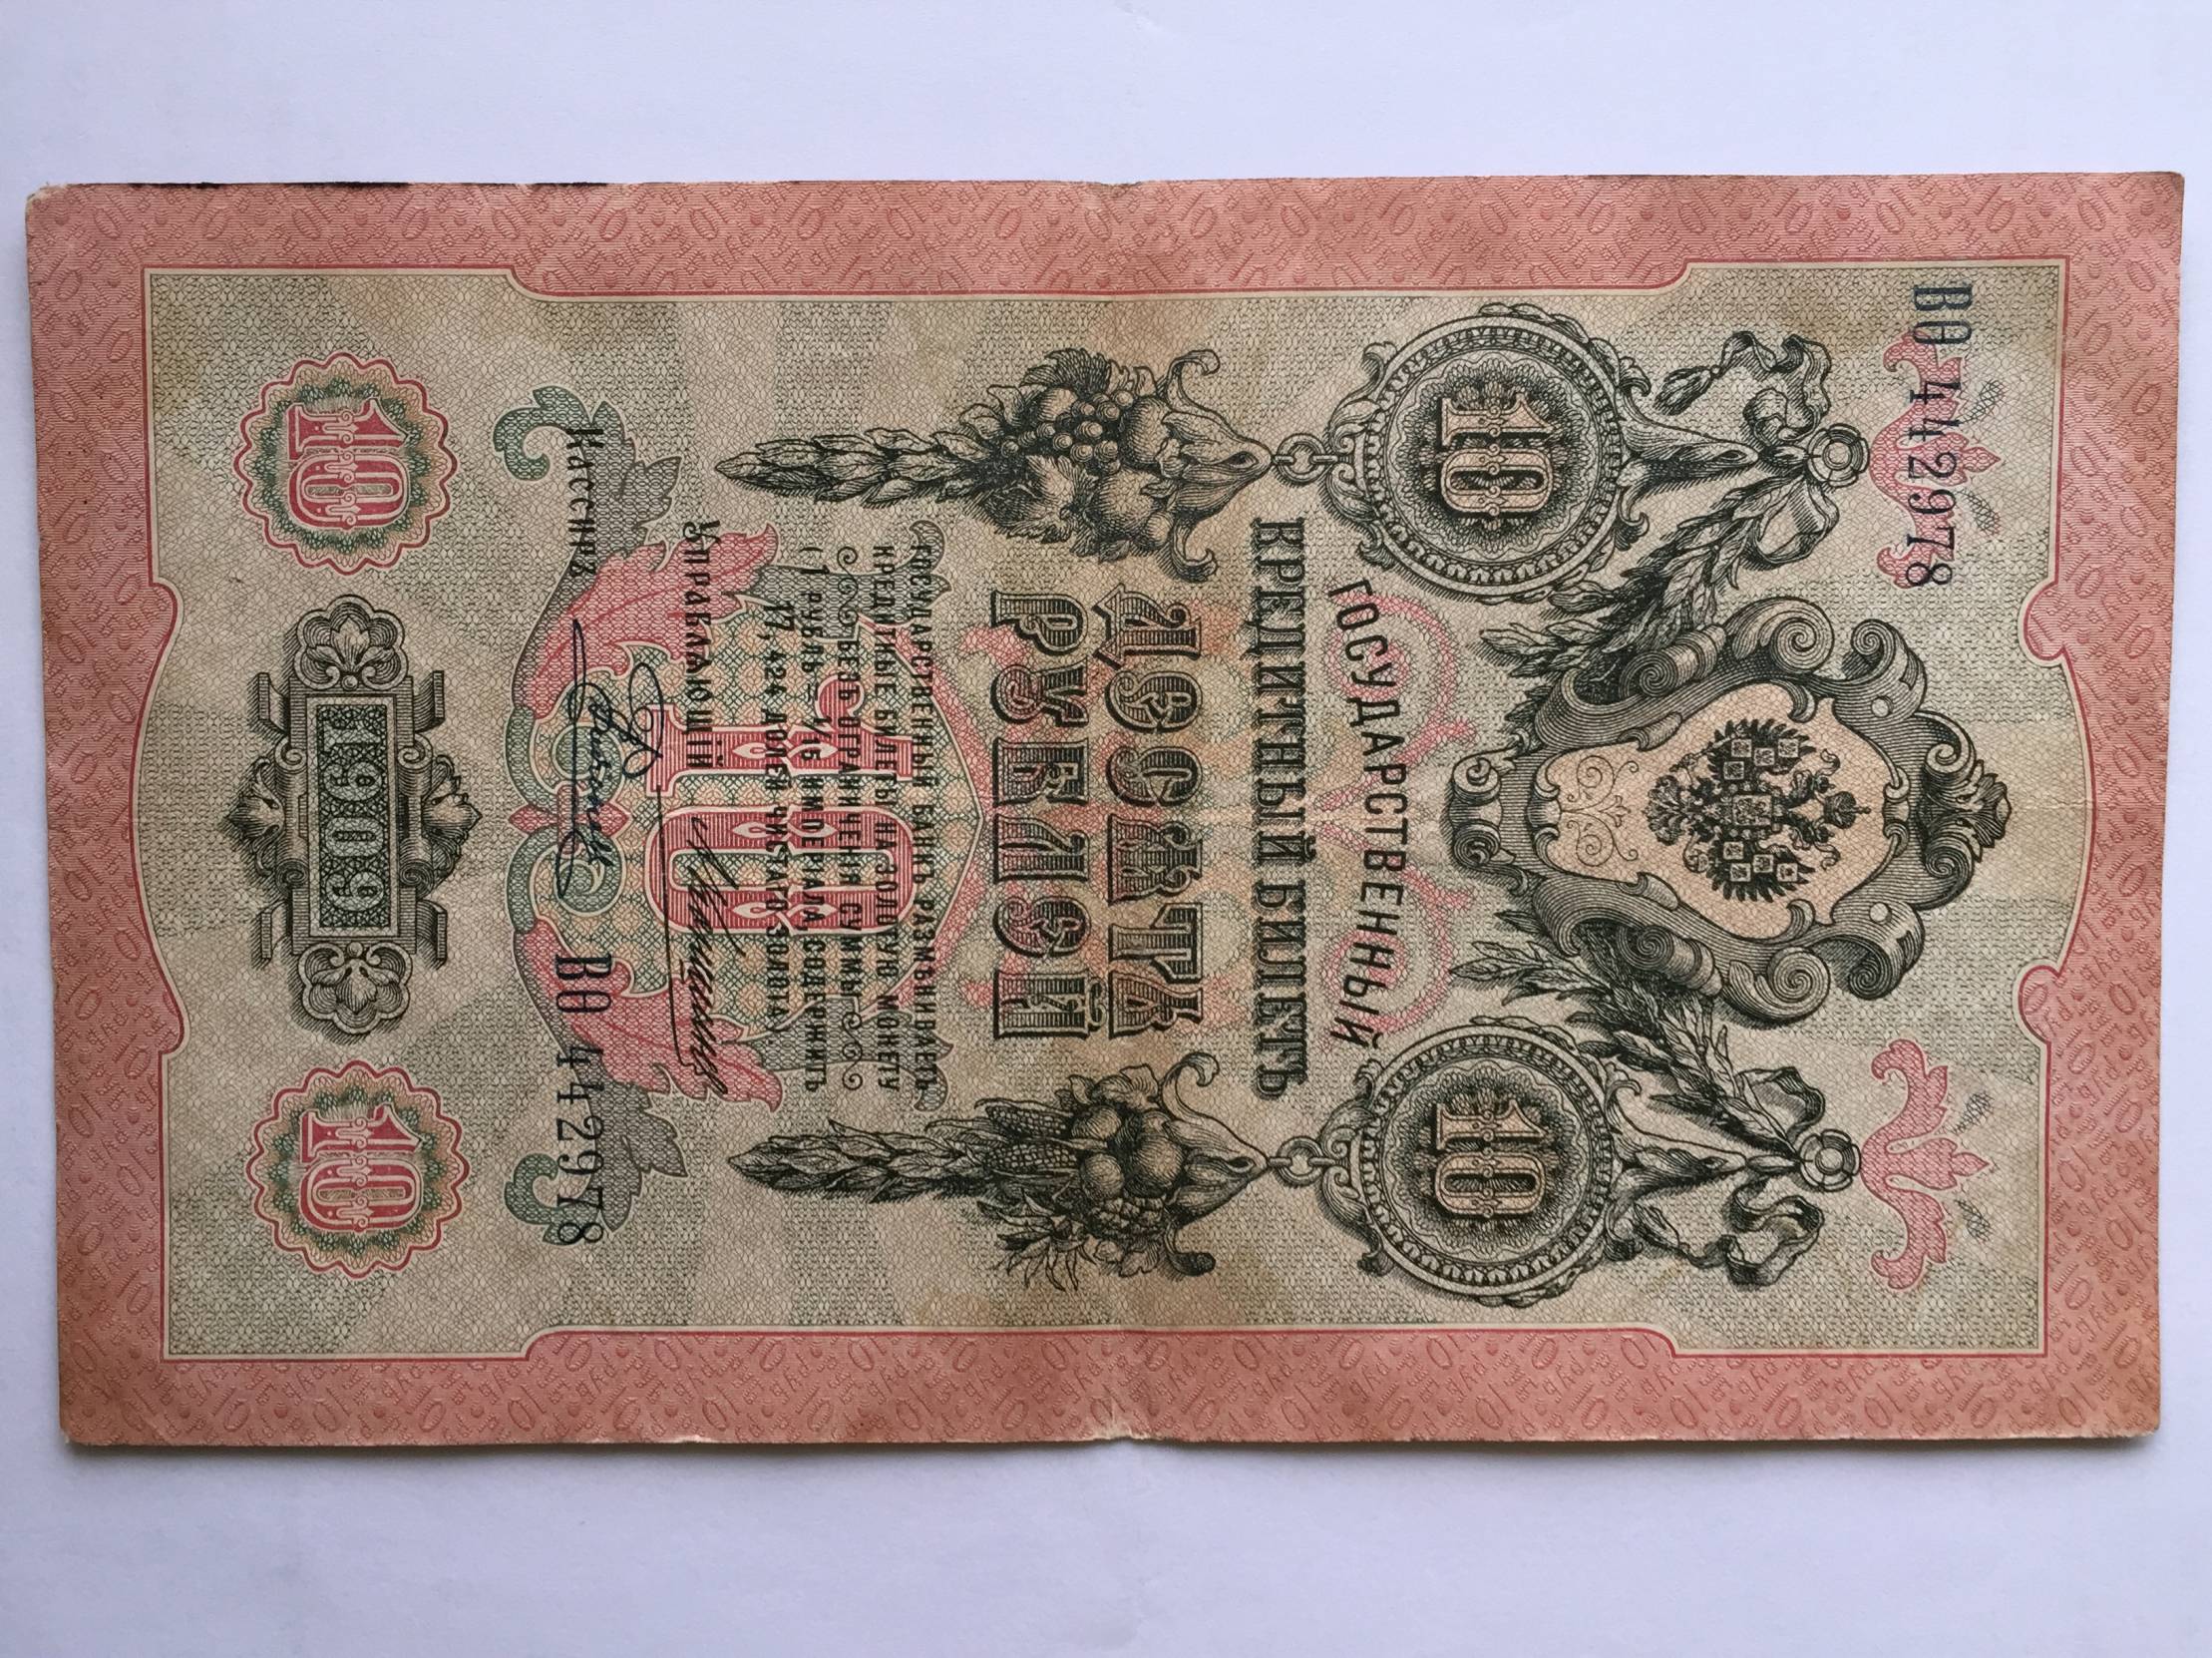 ВѲ 442978
10
10
ГОСУДАРСТВЕННЫЙ
КРЕДИТНЫЙ БИЛЕТЪ
ДЕСЯТЬ
РУБЛЕЙ
ГОСУДАРСТВЕННЫЙ БАНКЪ РАЗМѢНИВАЕТЪ
КРЕДИТНЫЕ БИЛЕТЫ НА ЗОЛОТУЮ МОНЕТУ
БЕЗЪ ОГРАНИЧЕНІЯ СУММЫ
(1 РУБЛЬ = 1/15 ИМПЕРІАЛА, СОДЕРЖИТЪ
17,424 ДОЛЕЙ ЧИСТАГО ЗОЛОТА)
10
Управляющій
Кассиръ
ВѲ 442978
10
1909
10